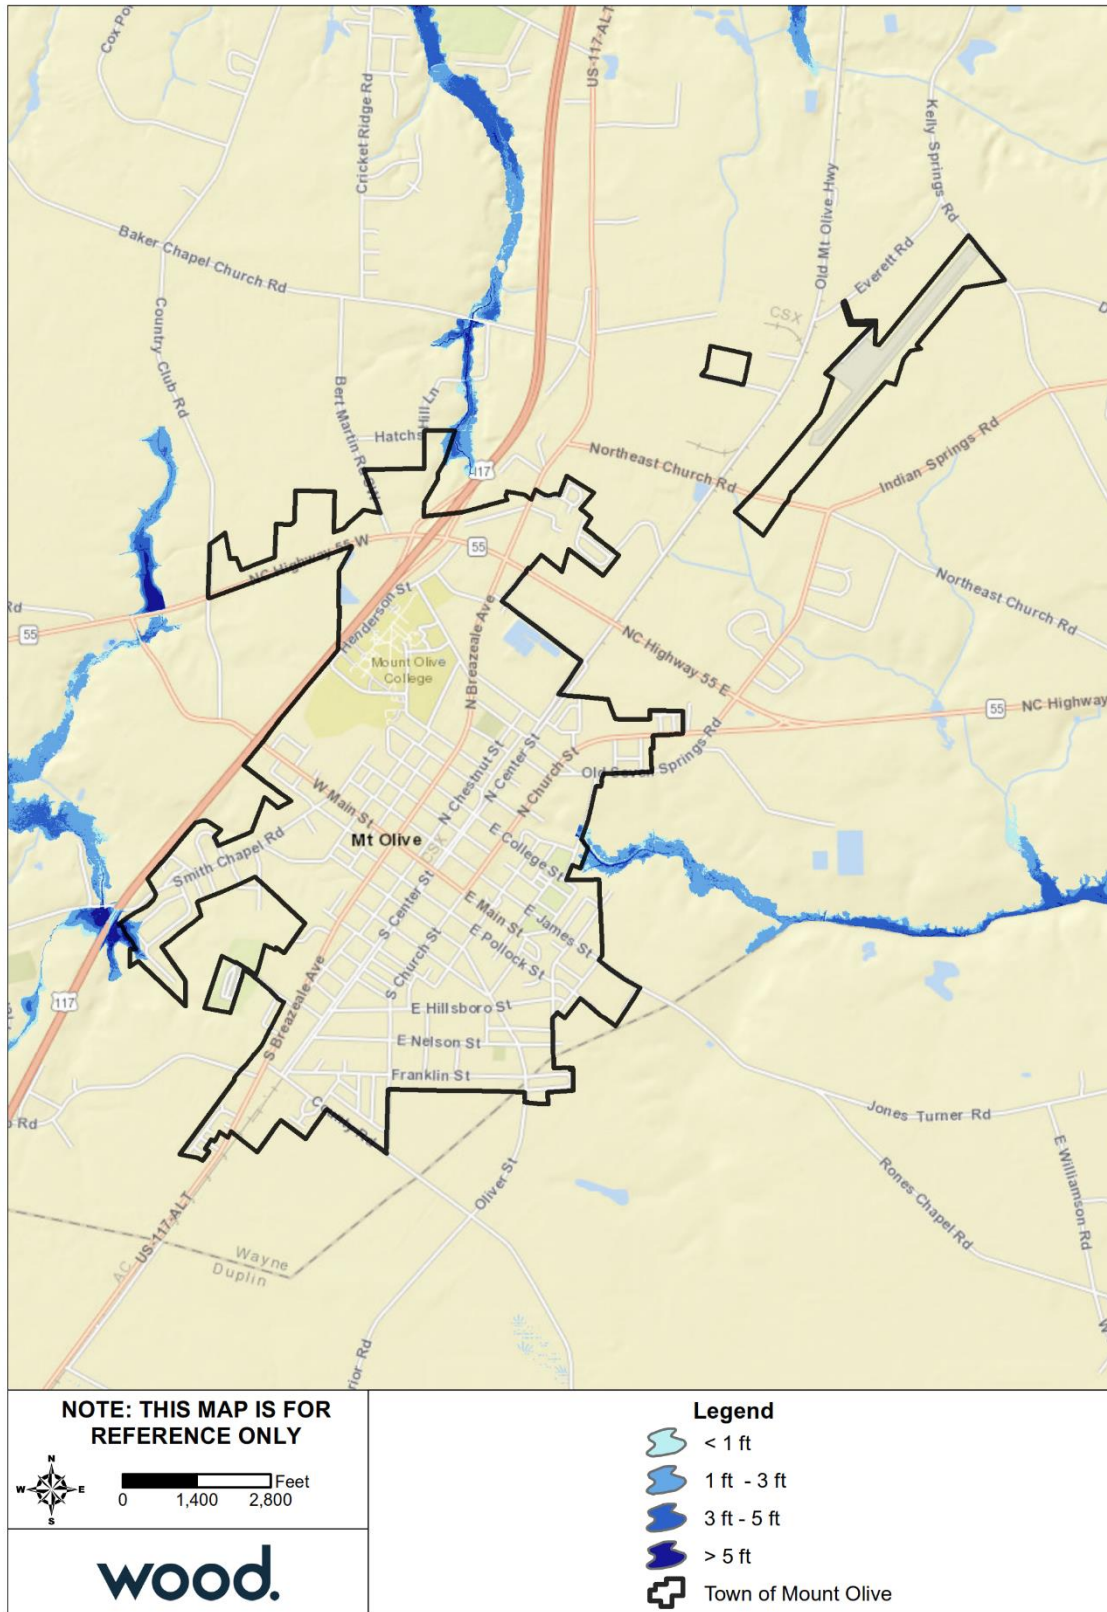 Cox Po
US-117-ALT
Cricket Ridge Rd
Kelly Springs Rd
Old Mt Olive Hwy
Baker Chapel Church Rd
Everett Rd
CSX
D
Country Club Rd
Bert Martin Rd
Hatchs
Hill Ln
117
Northeast Church Rd
Indian Springs Rd
55
NC Highway 55 W
Rd
55
Henderson St
Mount Olive
College
N Breazeale Ave
NC Highway 55 E
Northeast Church Rd
55
NC Highway
Old Seven Springs Rd
N Chestnut St
N Center St
N Church St
W Main St
Mt Olive
CSX
E College St
Smith Chapel Rd
S Center St
E Main St
E James St
E Pollock St
S Church St
117
S Breazeale Ave
E Hillsboro St
E Nelson St
Franklin St
County Rd
o Rd
Jones Turner Rd
Oliver St
Rones Chapel Rd
E Williamson Rd
AC
US-117-ALT
Wayne
Duplin
W
rior Rd
NOTE: THIS MAP IS FOR
REFERENCE ONLY
N
W E
S
Feet
0 1,400 2,800
wood.
Legend
< 1 ft
1 ft - 3 ft
3 ft - 5 ft
> 5 ft
Town of Mount Olive